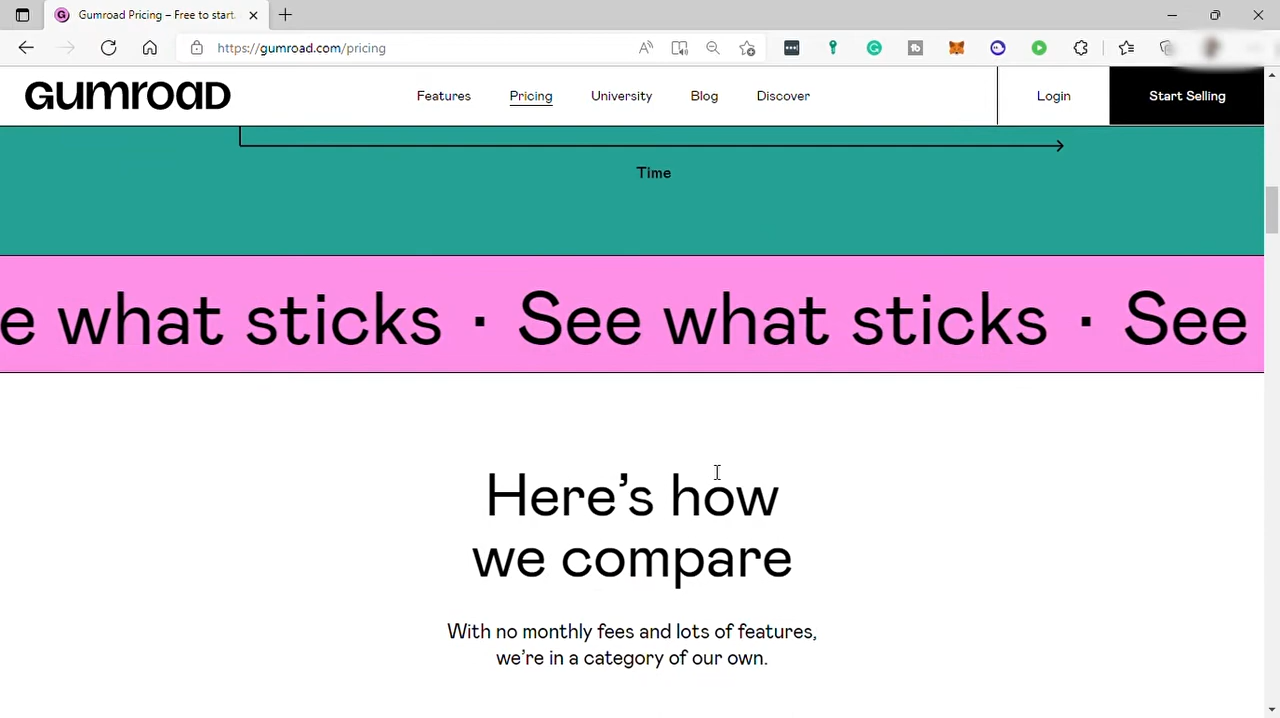 Gumroad Pricing – Free to start
https://gumroad.com/pricing
GUMROAD
Features
Pricing
University
Blog
Discover
Login
Start Selling
Time
e what sticks · See what sticks · See
Here's how
we compare
With no monthly fees and lots of features,
we're in a category of our own.